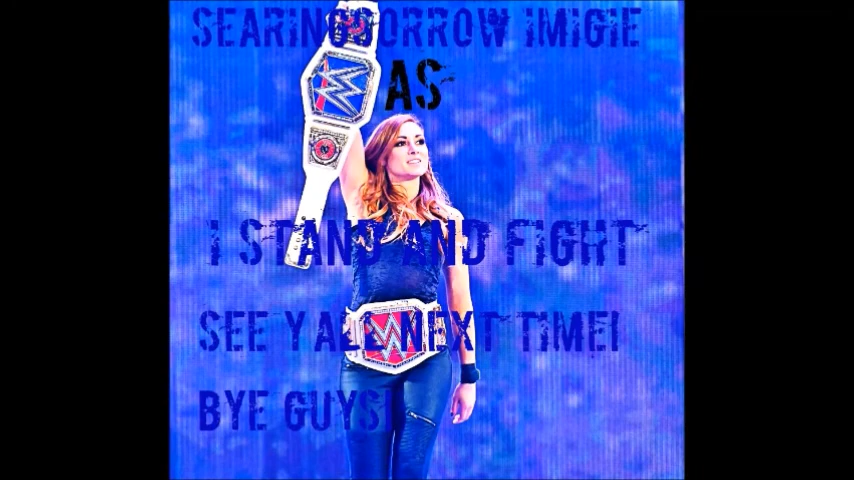 SEARINGSORROW IMIGIE
AS
I STAND AND FIGHT
SEE YALL NEXT TIME!
BYE GUYS!